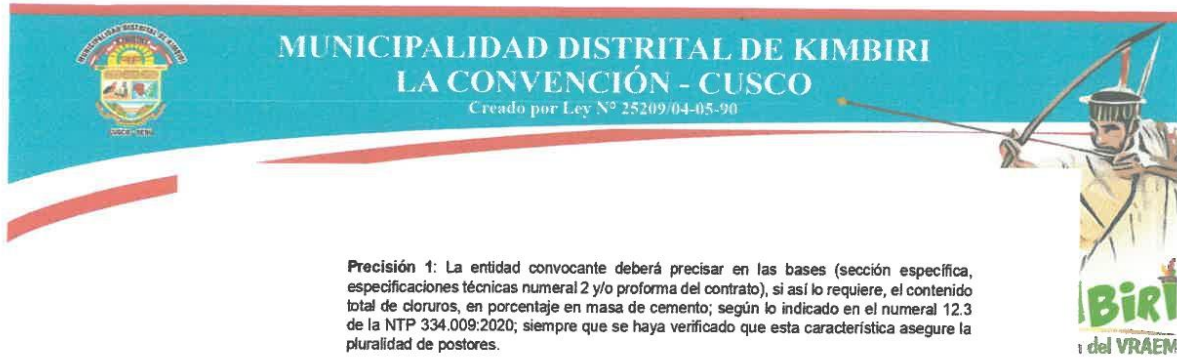 MUNICIPALIDAD DISTRITAL DE KIMBIRI
LA CONVENCIÓN - CUSCO
Creado por Ley Nº 25209/04-05-90
Precisión 1: La entidad convocante deberá precisar en las bases (sección específica,
especificaciones técnicas numeral 2 y/o proforma del contrato), si así lo requiere, el contenido
total de cloruros, en porcentaje en masa de cemento; según lo indicado en el numeral 12.3
de la NTP 334.009:2020; siempre que se haya verificado que esta característica asegure la
pluralidad de postores.
BiRI
del VRAEM